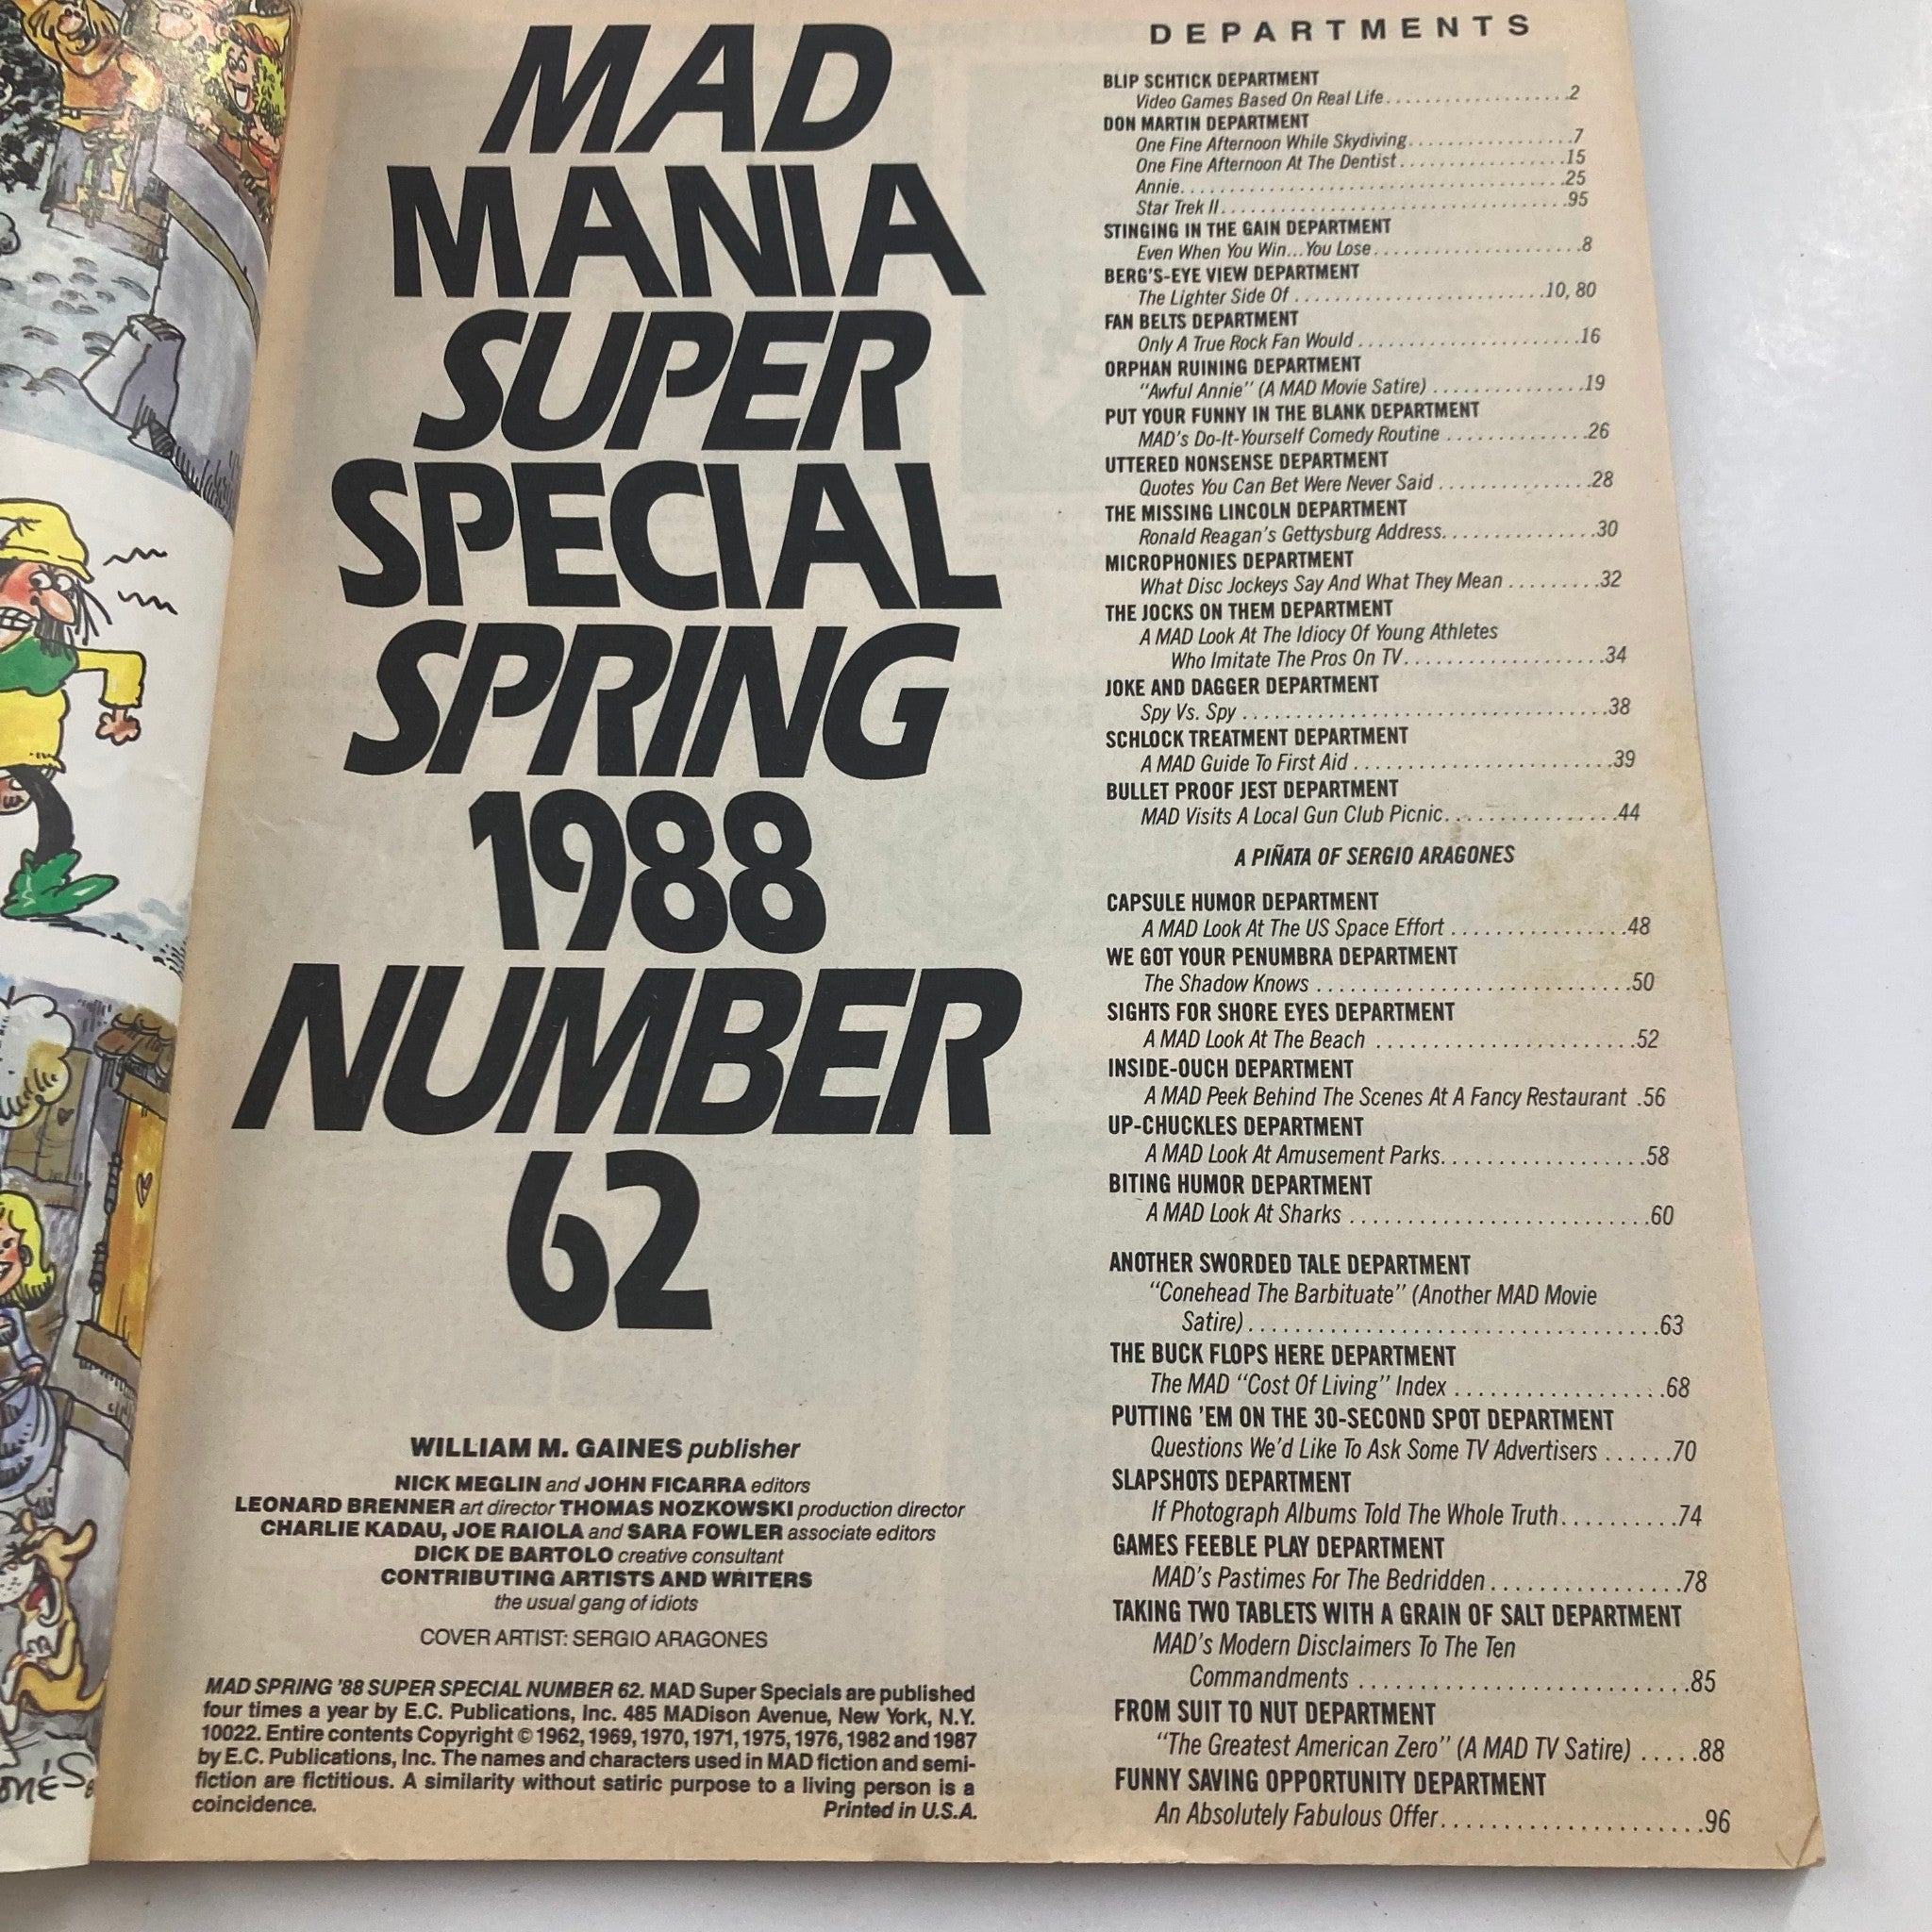 MAD
MANIA
SUPER
SPECIAL
SPRING
1988
NUMBER
62
WILLIAM M. GAINES publisher
NICK MEGLIN and JOHN FICARRA editors
LEONARD BRENNER art director THOMAS NOZKOWSKI production director
CHARLIE KADAU, JOE RAIOLA and SARA FOWLER associate editors
DICK DE BARTOLO creative consultant
CONTRIBUTING ARTISTS AND WRITERS
the usual gang of idiots
COVER ARTIST: SERGIO ARAGONES
MAD SPRING '88 SUPER SPECIAL NUMBER 62. MAD Super Specials are published
four times a year by E.C. Publications, Inc. 485 MADison Avenue, New York, N.Y.
10022. Entire contents Copyright © 1962, 1969, 1970, 1971, 1975, 1976, 1982 and 1987
by E.C. Publications, Inc. The names and characters used in MAD fiction and semi-
fiction are fictitious. A similarity without satiric purpose to a living person is a
coincidence. Printed in U.S.A.
DEPARTMENTS
BLIP SCHTICK DEPARTMENT
Video Games Based On Real Life....................2
DON MARTIN DEPARTMENT
One Fine Afternoon While Skydiving..................7
One Fine Afternoon At The Dentist..................15
Annie........................................25
Star Trek II....................................95
STINGING IN THE GAIN DEPARTMENT
Even When You Win...You Lose......................8
BERG'S-EYE VIEW DEPARTMENT
The Lighter Side Of..........................10, 80
FAN BELTS DEPARTMENT
Only A True Rock Fan Would........................16
ORPHAN RUINING DEPARTMENT
"Awful Annie" (A MAD Movie Satire)................19
PUT YOUR FUNNY IN THE BLANK DEPARTMENT
MAD's Do-It-Yourself Comedy Routine..............26
UTTERED NONSENSE DEPARTMENT
Quotes You Can Bet Were Never Said...............28
THE MISSING LINCOLN DEPARTMENT
Ronald Reagan's Gettysburg Address...............30
MICROPHONIES DEPARTMENT
What Disc Jockeys Say And What They Mean.........32
THE JOCKS ON THEM DEPARTMENT
A MAD Look At The Idiocy Of Young Athletes
Who Imitate The Pros On TV....................34
JOKE AND DAGGER DEPARTMENT
Spy Vs. Spy....................................38
SCHLOCK TREATMENT DEPARTMENT
A MAD Guide To First Aid.........................39
BULLET PROOF JEST DEPARTMENT
MAD Visits A Local Gun Club Picnic.................44
A PIÑATA OF SERGIO ARAGONES
CAPSULE HUMOR DEPARTMENT
A MAD Look At The US Space Effort.................48
WE GOT YOUR PENUMBRA DEPARTMENT
The Shadow Knows..............................50
SIGHTS FOR SHORE EYES DEPARTMENT
A MAD Look At The Beach.........................52
INSIDE-OUCH DEPARTMENT
A MAD Peek Behind The Scenes At A Fancy Restaurant .56
UP-CHUCKLES DEPARTMENT
A MAD Look At Amusement Parks...................58
BITING HUMOR DEPARTMENT
A MAD Look At Sharks...........................60
ANOTHER SWORDED TALE DEPARTMENT
"Conehead The Barbituate" (Another MAD Movie
Satire).......................................63
THE BUCK FLOPS HERE DEPARTMENT
The MAD "Cost Of Living" Index...................68
PUTTING 'EM ON THE 30-SECOND SPOT DEPARTMENT
Questions We'd Like To Ask Some TV Advertisers......70
SLAPSHOTS DEPARTMENT
If Photograph Albums Told The Whole Truth..........74
GAMES FEEBLE PLAY DEPARTMENT
MAD's Pastimes For The Bedridden.................78
TAKING TWO TABLETS WITH A GRAIN OF SALT DEPARTMENT
MAD's Modern Disclaimers To The Ten
Commandments...............................85
FROM SUIT TO NUT DEPARTMENT
"The Greatest American Zero" (A MAD TV Satire).....88
FUNNY SAVING OPPORTUNITY DEPARTMENT
An Absolutely Fabulous Offer.......................96